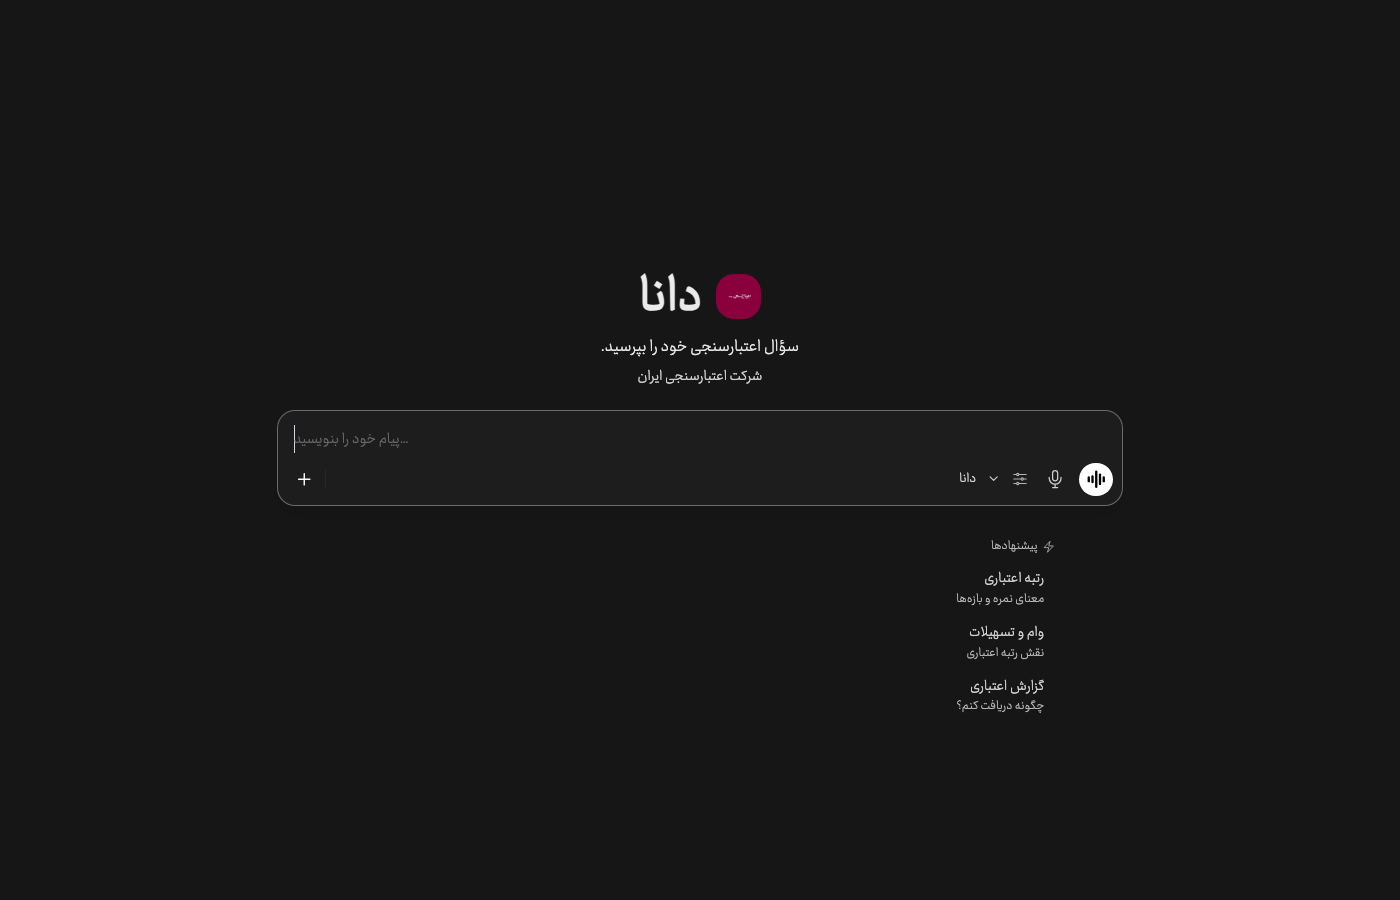 دانا
سؤال اعتبارسنجی خود را بپرسید.
شرکت اعتبارسنجی ایران
پیام خود را بنویسید...
دانا
پیشنهادها
رتبه اعتباری
معنای نمره و بازه‌ها
وام و تسهیلات
نقش رتبه اعتباری
گزارش اعتباری
چگونه دریافت کنم؟